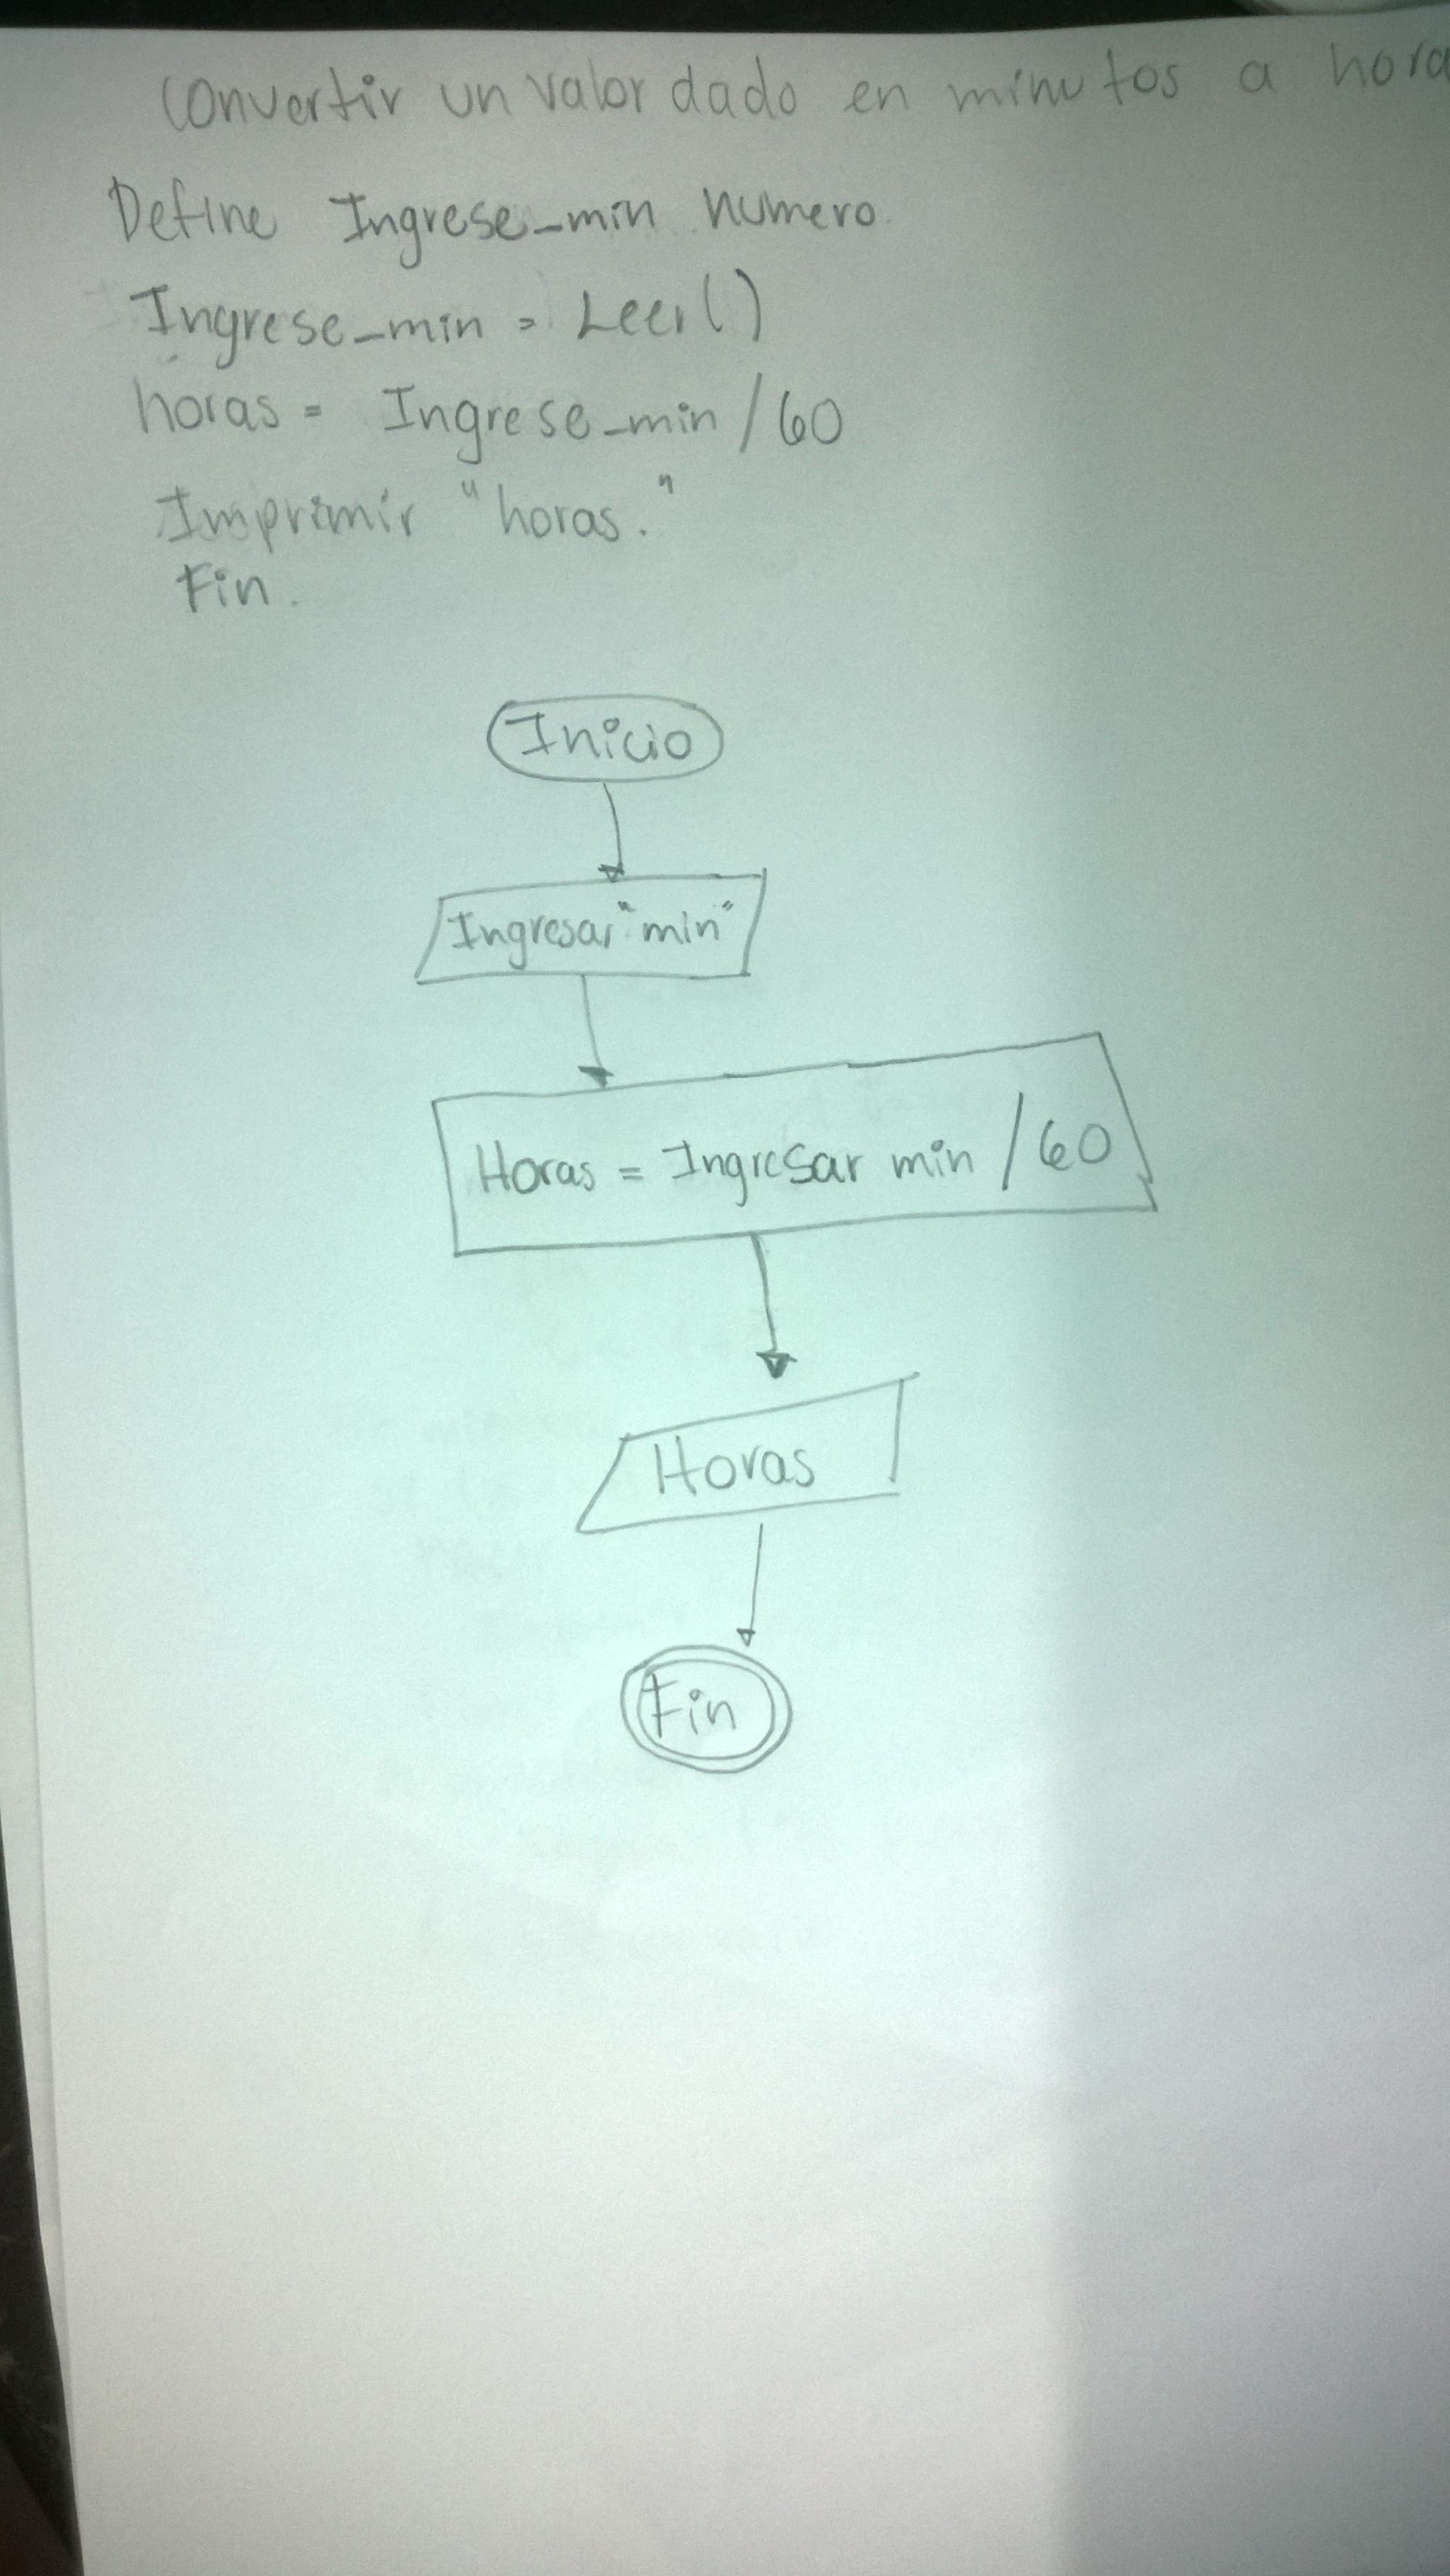 Convertir un valor dado en minutos a hora
Define Ingrese_min numero.
Ingrese_min = Leer()
horas = Ingrese_min / 60
Imprimir "horas."
Fin.
Inicio
Ingresar "min"
Horas = Ingresar min / 60
Horas
Fin